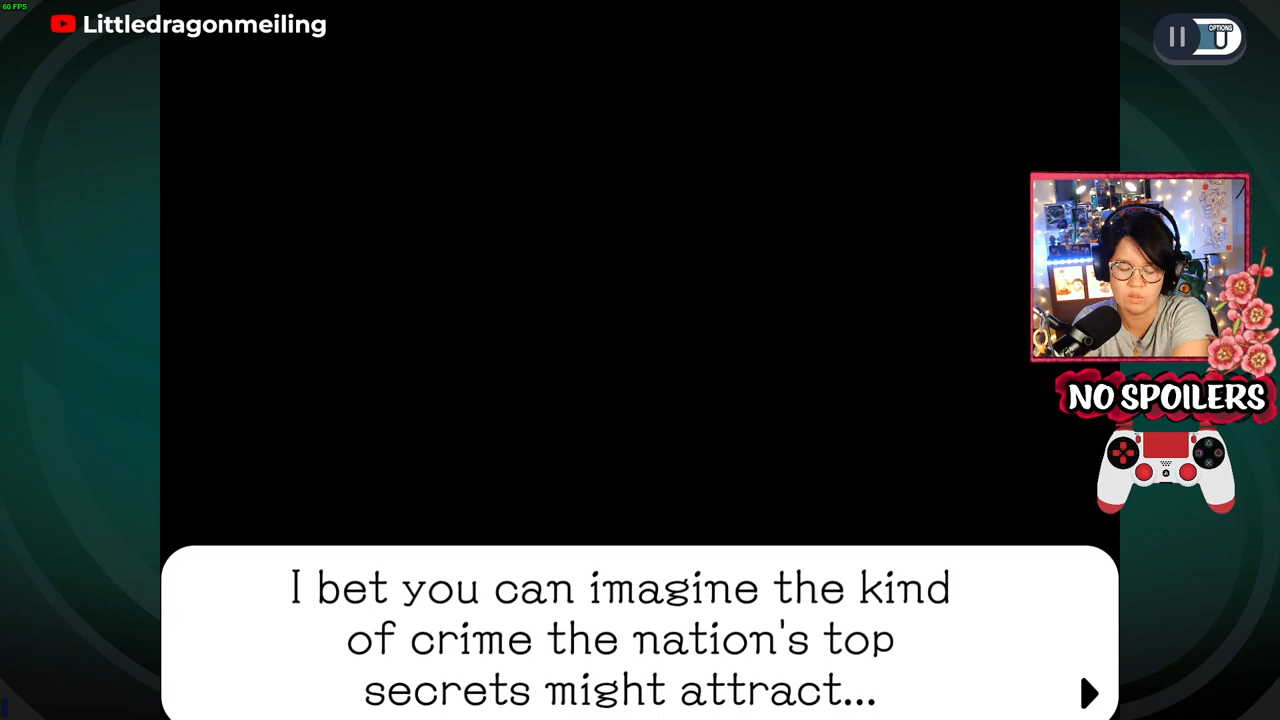 60 FPS
Littledragonmeiling
OPTIONS
NO SPOILERS
I bet you can imagine the kind
of crime the nation's top
secrets might attract...